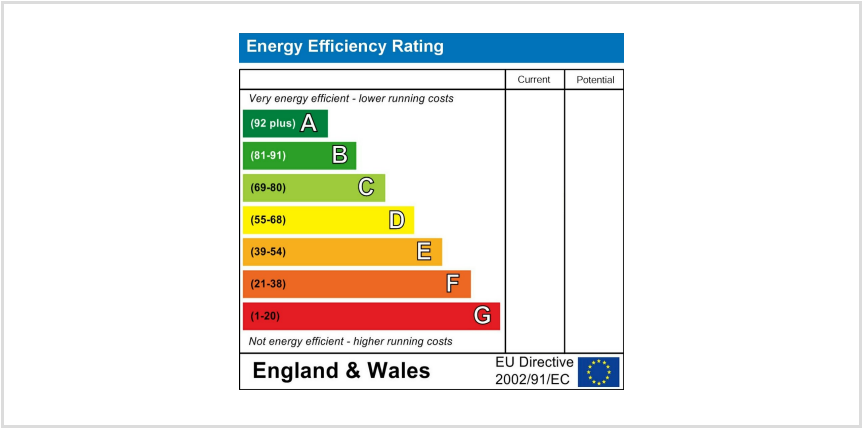 Energy Efficiency Rating
Current Potential
Very energy efficient - lower running costs
(92 plus) A
(81-91) B
(69-80) C
(55-68) D
(39-54) E
(21-38) F
(1-20) G
Not energy efficient - higher running costs
England & Wales
EU Directive
2002/91/EC